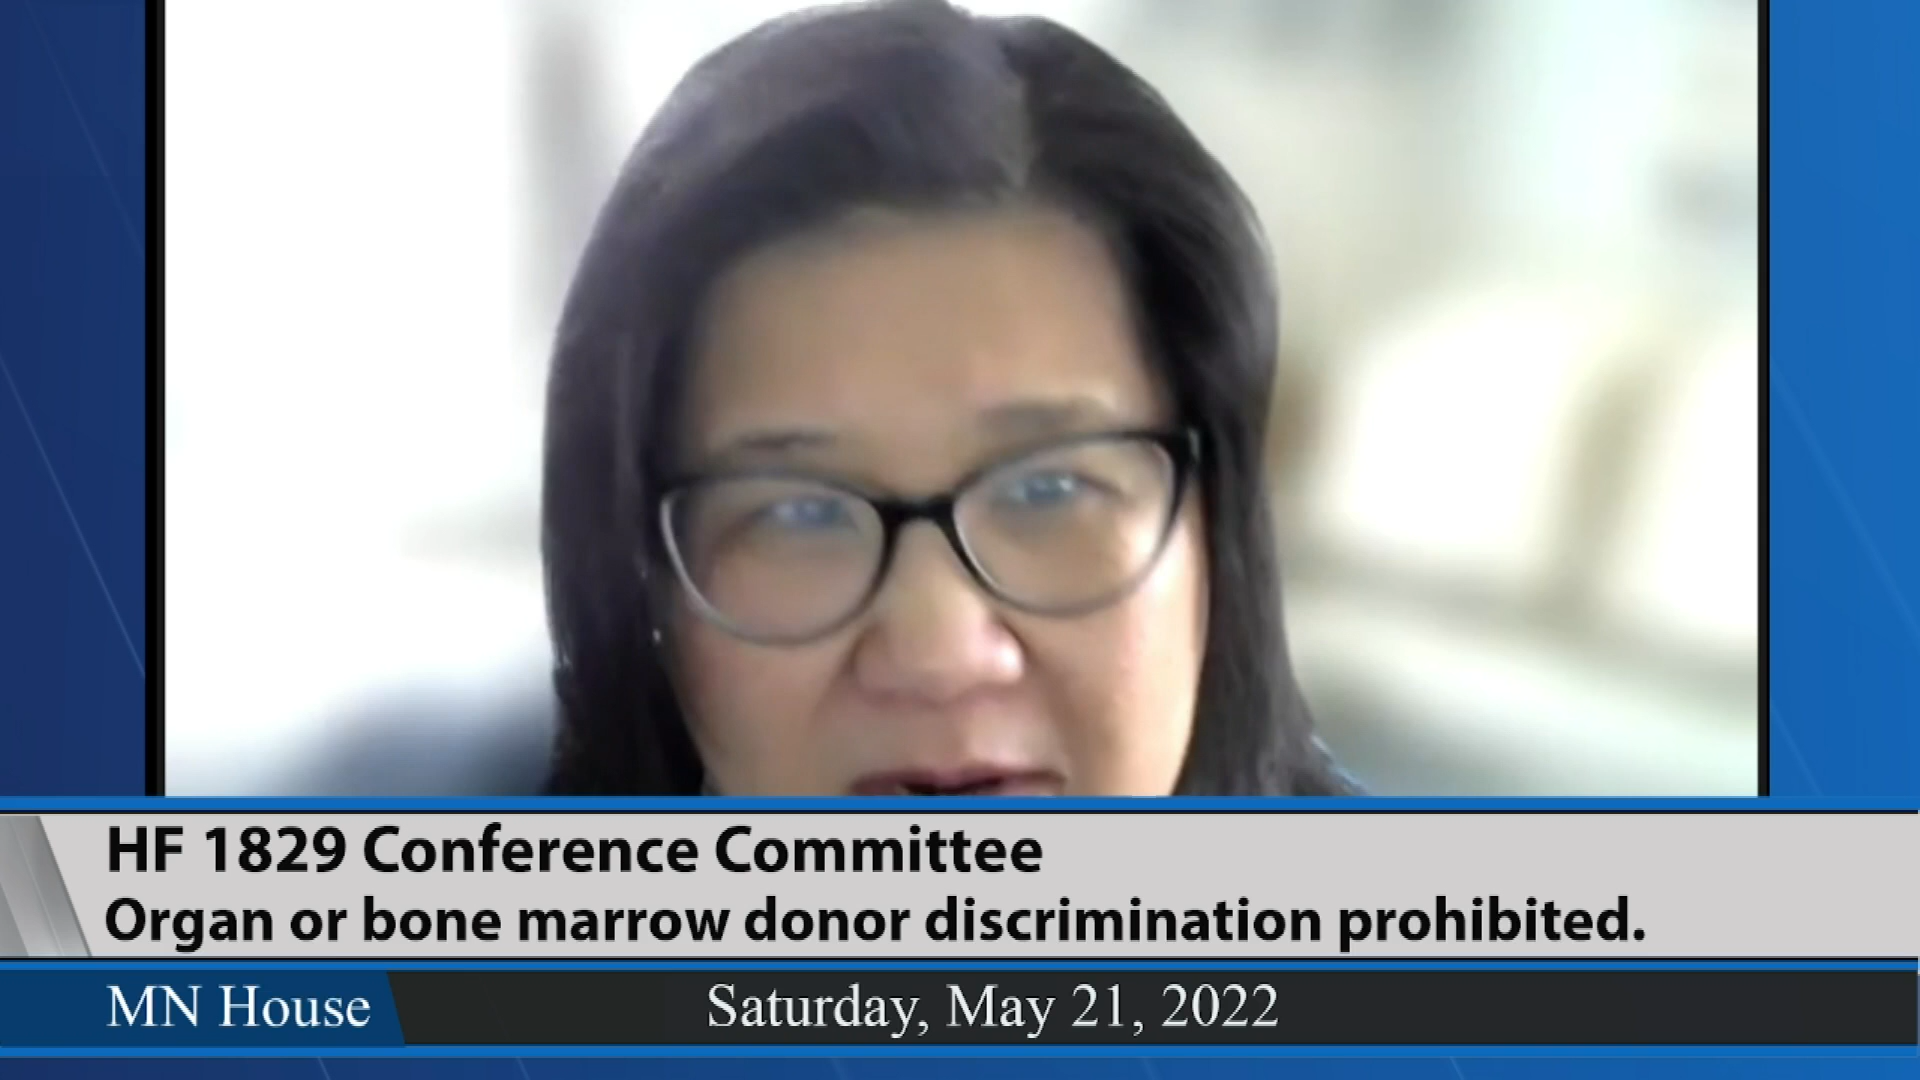 HF 1829 Conference Committee
Organ or bone marrow donor discrimination prohibited.
MN House
Saturday, May 21, 2022